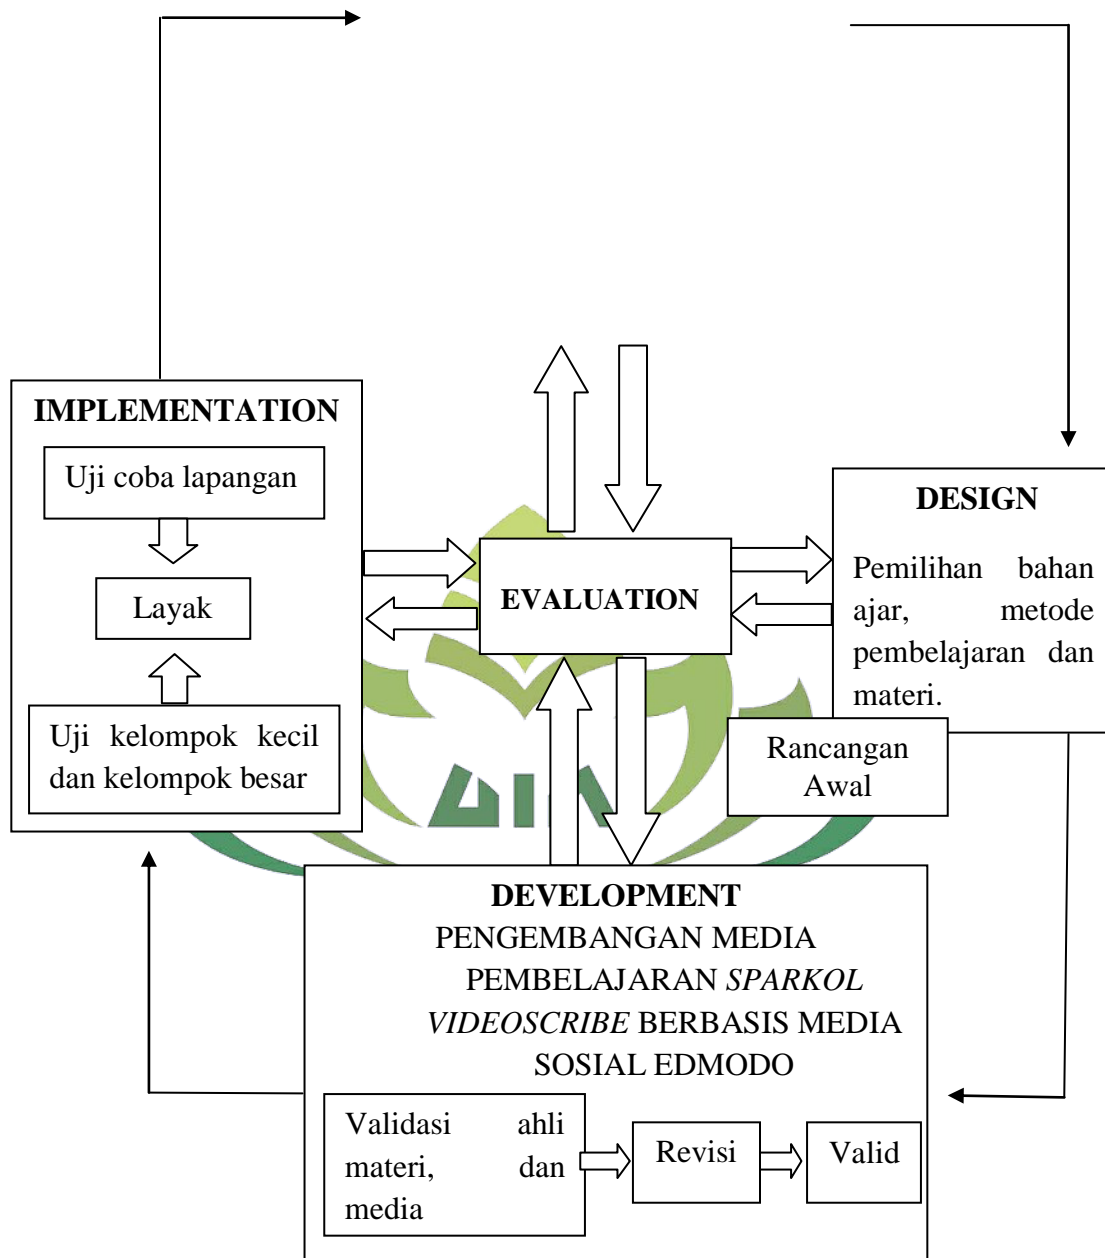 IMPLEMENTATION
Uji coba lapangan
Layak
Uji kelompok kecil
dan kelompok besar
EVALUATION
DESIGN
Pemilihan bahan
ajar, metode
pembelajaran dan
materi.
Rancangan
Awal
DEVELOPMENT
PENGEMBANGAN MEDIA
PEMBELAJARAN SPARKOL
VIDEOSCRIBE BERBASIS MEDIA
SOSIAL EDMODO
Validasi ahli
materi, dan
media
Revisi
Valid